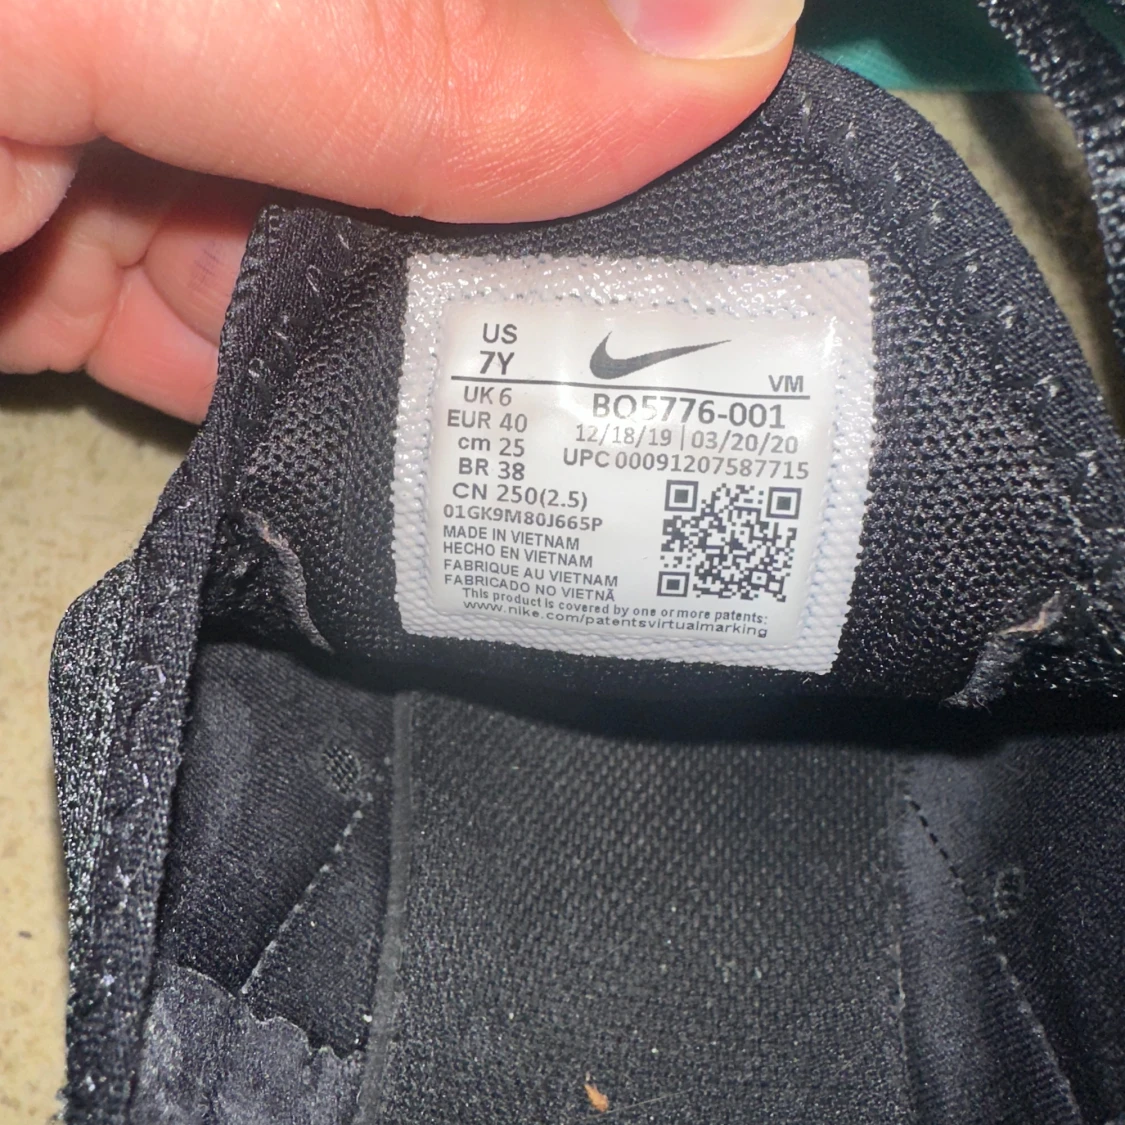 US
7Y
VM
UK 6
EUR 40
cm 25
BR 38
CN 250(2.5)
01GK9M80J665P
BQ5776-001
12/18/19 | 03/20/20
UPC 00091207587715
MADE IN VIETNAM
HECHO EN VIETNAM
FABRIQUE AU VIETNAM
FABRICADO NO VIETNÃ
This product is covered by one or more patents:
www.nike.com/patentsvirtualmarking